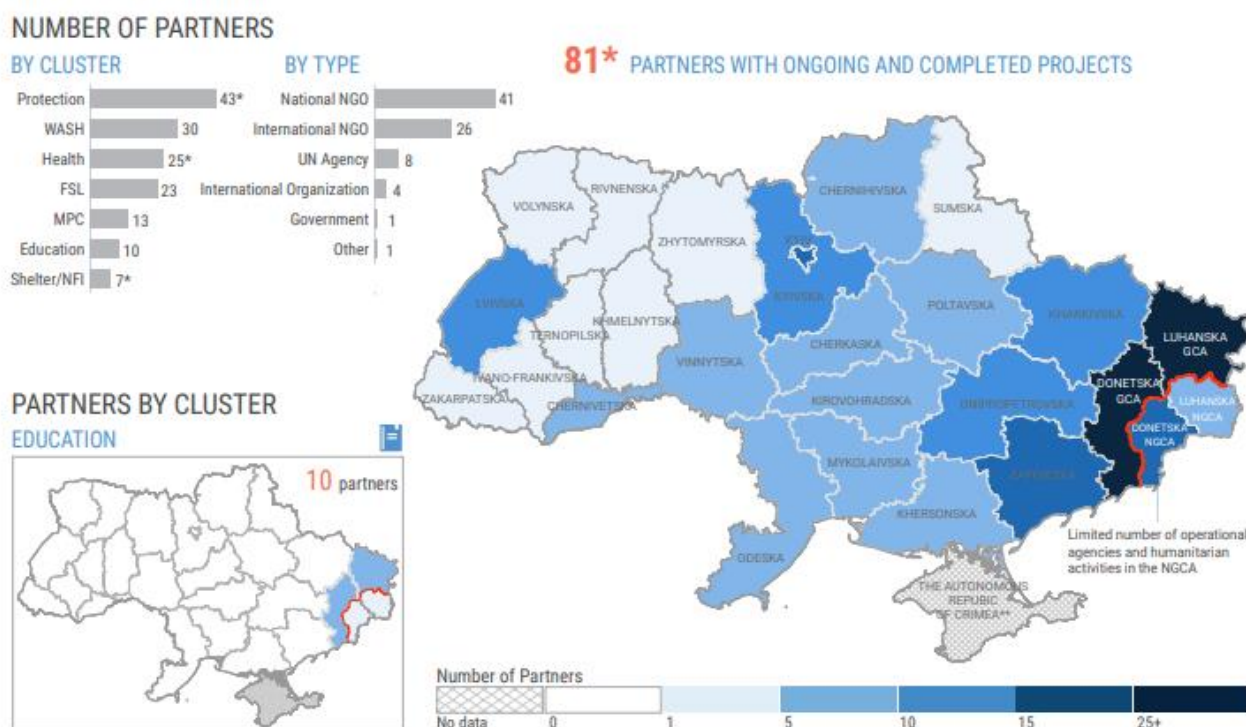 NUMBER OF PARTNERS
BY CLUSTER
Protection 43*
WASH 30
Health 25*
FSL 23
MPC 13
Education 10
Shelter/NFI 7*
BY TYPE
National NGO 41
International NGO 26
UN Agency 8
International Organization 4
Government 1
Other 1
81* PARTNERS WITH ONGOING AND COMPLETED PROJECTS
VOLYNSKA
RIVNENSKA
ZHYTOMYRSKA
CHERNIHIVSKA
SUMSKA
KYIVSKA
LVIVSKA
TERNOPILSKA
KHMELNYTSKA
VINNYTSKA
CHERKASKA
POLTAVSKA
KHARKIVSKA
LUHANSKA
GCA
ZAKARPATSKA
IVANO-FRANKIVSKA
CHERNIVETSKA
KIROVOHRADSKA
DNIPROPETROVSKA
DONETSKA
GCA
LUHANSKA
NGCA
DONETSKA
NGCA
MYKOLAIVSKA
KHERSONSKA
ODESKA
THE AUTONOMOUS
REPUBIC
OF CRIMEA**
Limited number of operational
agencies and humanitarian
activities in the NGCA
PARTNERS BY CLUSTER
EDUCATION
10 partners
Number of Partners
No data 0 1 5 10 15 25+